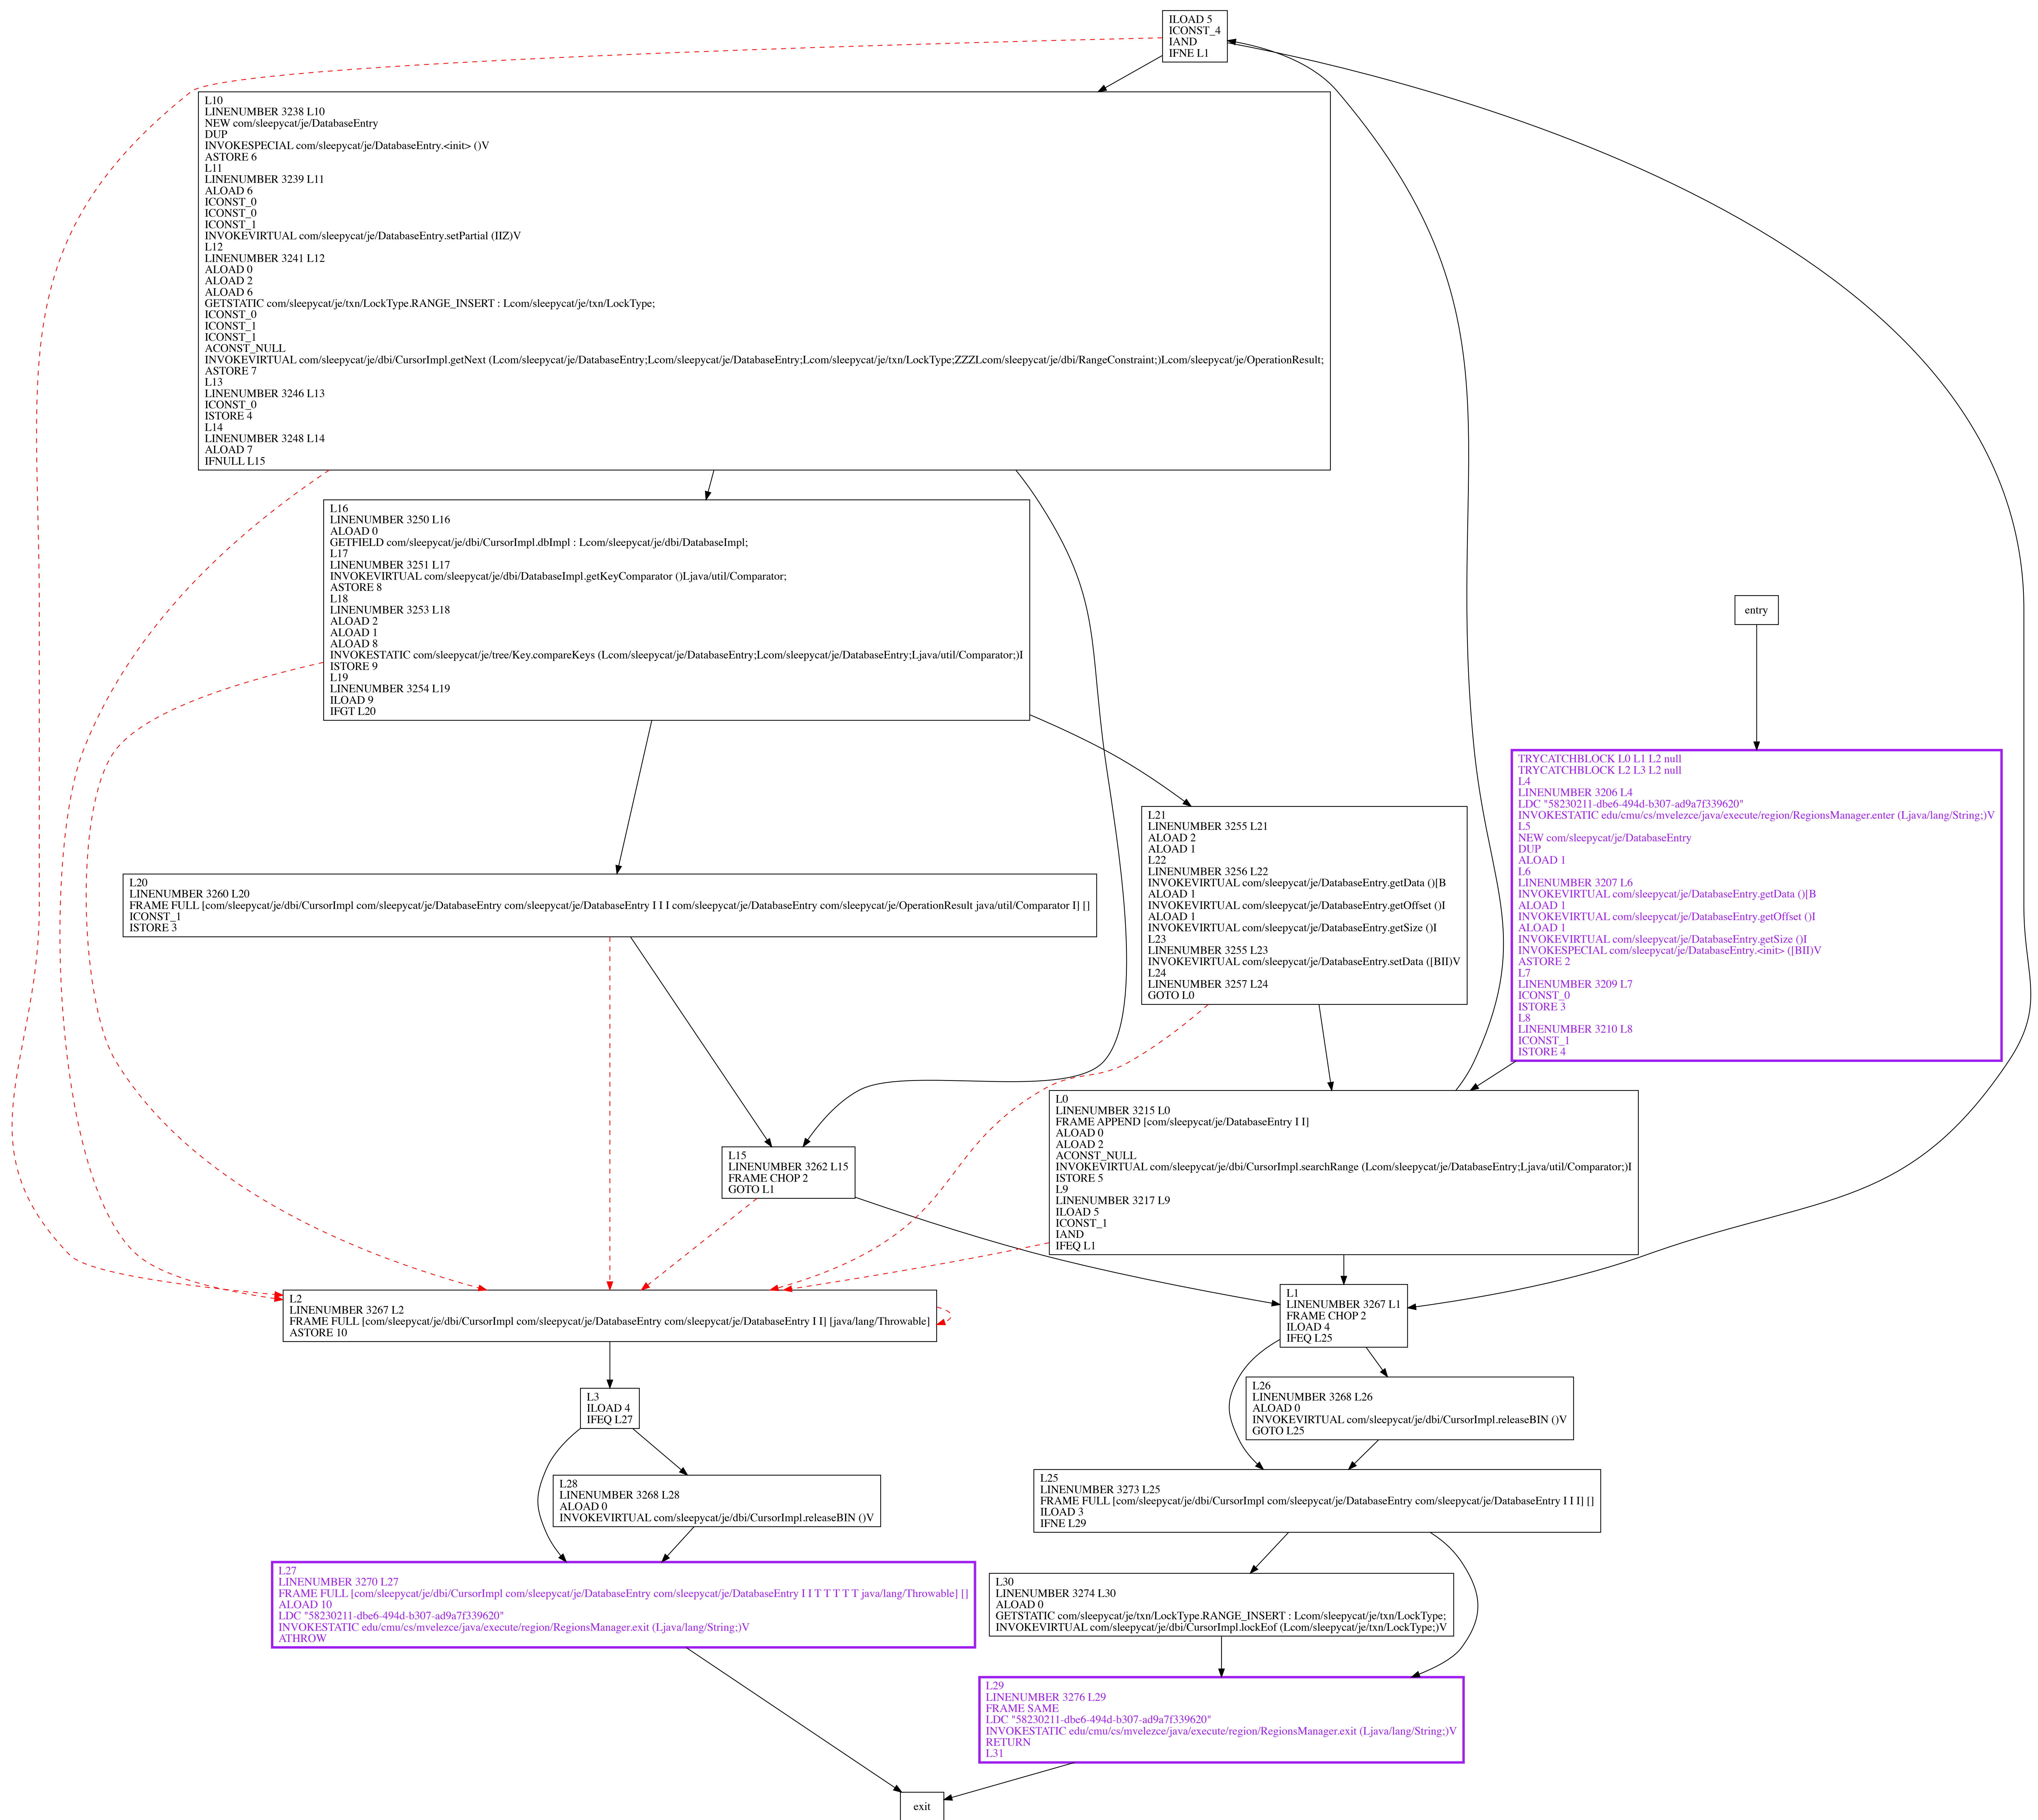 ILOAD 5
ICONST_4
IAND
IFNE L1
L10
LINENUMBER 3238 L10
NEW com/sleepycat/je/DatabaseEntry
DUP
INVOKESPECIAL com/sleepycat/je/DatabaseEntry.<init> ()V
ASTORE 6
L11
LINENUMBER 3239 L11
ALOAD 6
ICONST_0
ICONST_0
ICONST_1
INVOKEVIRTUAL com/sleepycat/je/DatabaseEntry.setPartial (IIZ)V
L12
LINENUMBER 3241 L12
ALOAD 0
ALOAD 2
ALOAD 6
GETSTATIC com/sleepycat/je/txn/LockType.RANGE_INSERT : Lcom/sleepycat/je/txn/LockType;
ICONST_0
ICONST_1
ICONST_1
ACONST_NULL
INVOKEVIRTUAL com/sleepycat/je/dbi/CursorImpl.getNext (Lcom/sleepycat/je/DatabaseEntry;Lcom/sleepycat/je/DatabaseEntry;Lcom/sleepycat/je/txn/LockType;ZZZLcom/sleepycat/je/dbi/RangeConstraint;)Lcom/sleepycat/je/OperationResult;
ASTORE 7
L13
LINENUMBER 3246 L13
ICONST_0
ISTORE 4
L14
LINENUMBER 3248 L14
ALOAD 7
IFNULL L15
L16
LINENUMBER 3250 L16
ALOAD 0
GETFIELD com/sleepycat/je/dbi/CursorImpl.dbImpl : Lcom/sleepycat/je/dbi/DatabaseImpl;
L17
LINENUMBER 3251 L17
INVOKEVIRTUAL com/sleepycat/je/dbi/DatabaseImpl.getKeyComparator ()Ljava/util/Comparator;
ASTORE 8
L18
LINENUMBER 3253 L18
ALOAD 2
ALOAD 1
ALOAD 8
INVOKESTATIC com/sleepycat/je/tree/Key.compareKeys (Lcom/sleepycat/je/DatabaseEntry;Lcom/sleepycat/je/DatabaseEntry;Ljava/util/Comparator;)I
ISTORE 9
L19
LINENUMBER 3254 L19
ILOAD 9
IFGT L20
entry
TRYCATCHBLOCK L0 L1 L2 null
TRYCATCHBLOCK L2 L3 L2 null
L4
LINENUMBER 3206 L4
LDC "58230211-dbe6-494d-b307-ad9a7f339620"
INVOKESTATIC edu/cmu/cs/mvelezce/java/execute/region/RegionsManager.enter (Ljava/lang/String;)V
L5
NEW com/sleepycat/je/DatabaseEntry
DUP
ALOAD 1
L6
LINENUMBER 3207 L6
INVOKEVIRTUAL com/sleepycat/je/DatabaseEntry.getData ()[B
ALOAD 1
INVOKEVIRTUAL com/sleepycat/je/DatabaseEntry.getOffset ()I
ALOAD 1
INVOKEVIRTUAL com/sleepycat/je/DatabaseEntry.getSize ()I
INVOKESPECIAL com/sleepycat/je/DatabaseEntry.<init> ([BII)V
ASTORE 2
L7
LINENUMBER 3209 L7
ICONST_0
ISTORE 3
L8
LINENUMBER 3210 L8
ICONST_1
ISTORE 4
L21
LINENUMBER 3255 L21
ALOAD 2
ALOAD 1
L22
LINENUMBER 3256 L22
INVOKEVIRTUAL com/sleepycat/je/DatabaseEntry.getData ()[B
ALOAD 1
INVOKEVIRTUAL com/sleepycat/je/DatabaseEntry.getOffset ()I
ALOAD 1
INVOKEVIRTUAL com/sleepycat/je/DatabaseEntry.getSize ()I
L23
LINENUMBER 3255 L23
INVOKEVIRTUAL com/sleepycat/je/DatabaseEntry.setData ([BII)V
L24
LINENUMBER 3257 L24
GOTO L0
L20
LINENUMBER 3260 L20
FRAME FULL [com/sleepycat/je/dbi/CursorImpl com/sleepycat/je/DatabaseEntry com/sleepycat/je/DatabaseEntry I I I com/sleepycat/je/DatabaseEntry com/sleepycat/je/OperationResult java/util/Comparator I] []
ICONST_1
ISTORE 3
L0
LINENUMBER 3215 L0
FRAME APPEND [com/sleepycat/je/DatabaseEntry I I]
ALOAD 0
ALOAD 2
ACONST_NULL
INVOKEVIRTUAL com/sleepycat/je/dbi/CursorImpl.searchRange (Lcom/sleepycat/je/DatabaseEntry;Ljava/util/Comparator;)I
ISTORE 5
L9
LINENUMBER 3217 L9
ILOAD 5
ICONST_1
IAND
IFEQ L1
L15
LINENUMBER 3262 L15
FRAME CHOP 2
GOTO L1
L2
LINENUMBER 3267 L2
FRAME FULL [com/sleepycat/je/dbi/CursorImpl com/sleepycat/je/DatabaseEntry com/sleepycat/je/DatabaseEntry I I] [java/lang/Throwable]
ASTORE 10
L1
LINENUMBER 3267 L1
FRAME CHOP 2
ILOAD 4
IFEQ L25
L3
ILOAD 4
IFEQ L27
L26
LINENUMBER 3268 L26
ALOAD 0
INVOKEVIRTUAL com/sleepycat/je/dbi/CursorImpl.releaseBIN ()V
GOTO L25
L28
LINENUMBER 3268 L28
ALOAD 0
INVOKEVIRTUAL com/sleepycat/je/dbi/CursorImpl.releaseBIN ()V
L25
LINENUMBER 3273 L25
FRAME FULL [com/sleepycat/je/dbi/CursorImpl com/sleepycat/je/DatabaseEntry com/sleepycat/je/DatabaseEntry I I I] []
ILOAD 3
IFNE L29
L27
LINENUMBER 3270 L27
FRAME FULL [com/sleepycat/je/dbi/CursorImpl com/sleepycat/je/DatabaseEntry com/sleepycat/je/DatabaseEntry I I T T T T T java/lang/Throwable] []
ALOAD 10
LDC "58230211-dbe6-494d-b307-ad9a7f339620"
INVOKESTATIC edu/cmu/cs/mvelezce/java/execute/region/RegionsManager.exit (Ljava/lang/String;)V
ATHROW
L30
LINENUMBER 3274 L30
ALOAD 0
GETSTATIC com/sleepycat/je/txn/LockType.RANGE_INSERT : Lcom/sleepycat/je/txn/LockType;
INVOKEVIRTUAL com/sleepycat/je/dbi/CursorImpl.lockEof (Lcom/sleepycat/je/txn/LockType;)V
L29
LINENUMBER 3276 L29
FRAME SAME
LDC "58230211-dbe6-494d-b307-ad9a7f339620"
INVOKESTATIC edu/cmu/cs/mvelezce/java/execute/region/RegionsManager.exit (Ljava/lang/String;)V
RETURN
L31
exit